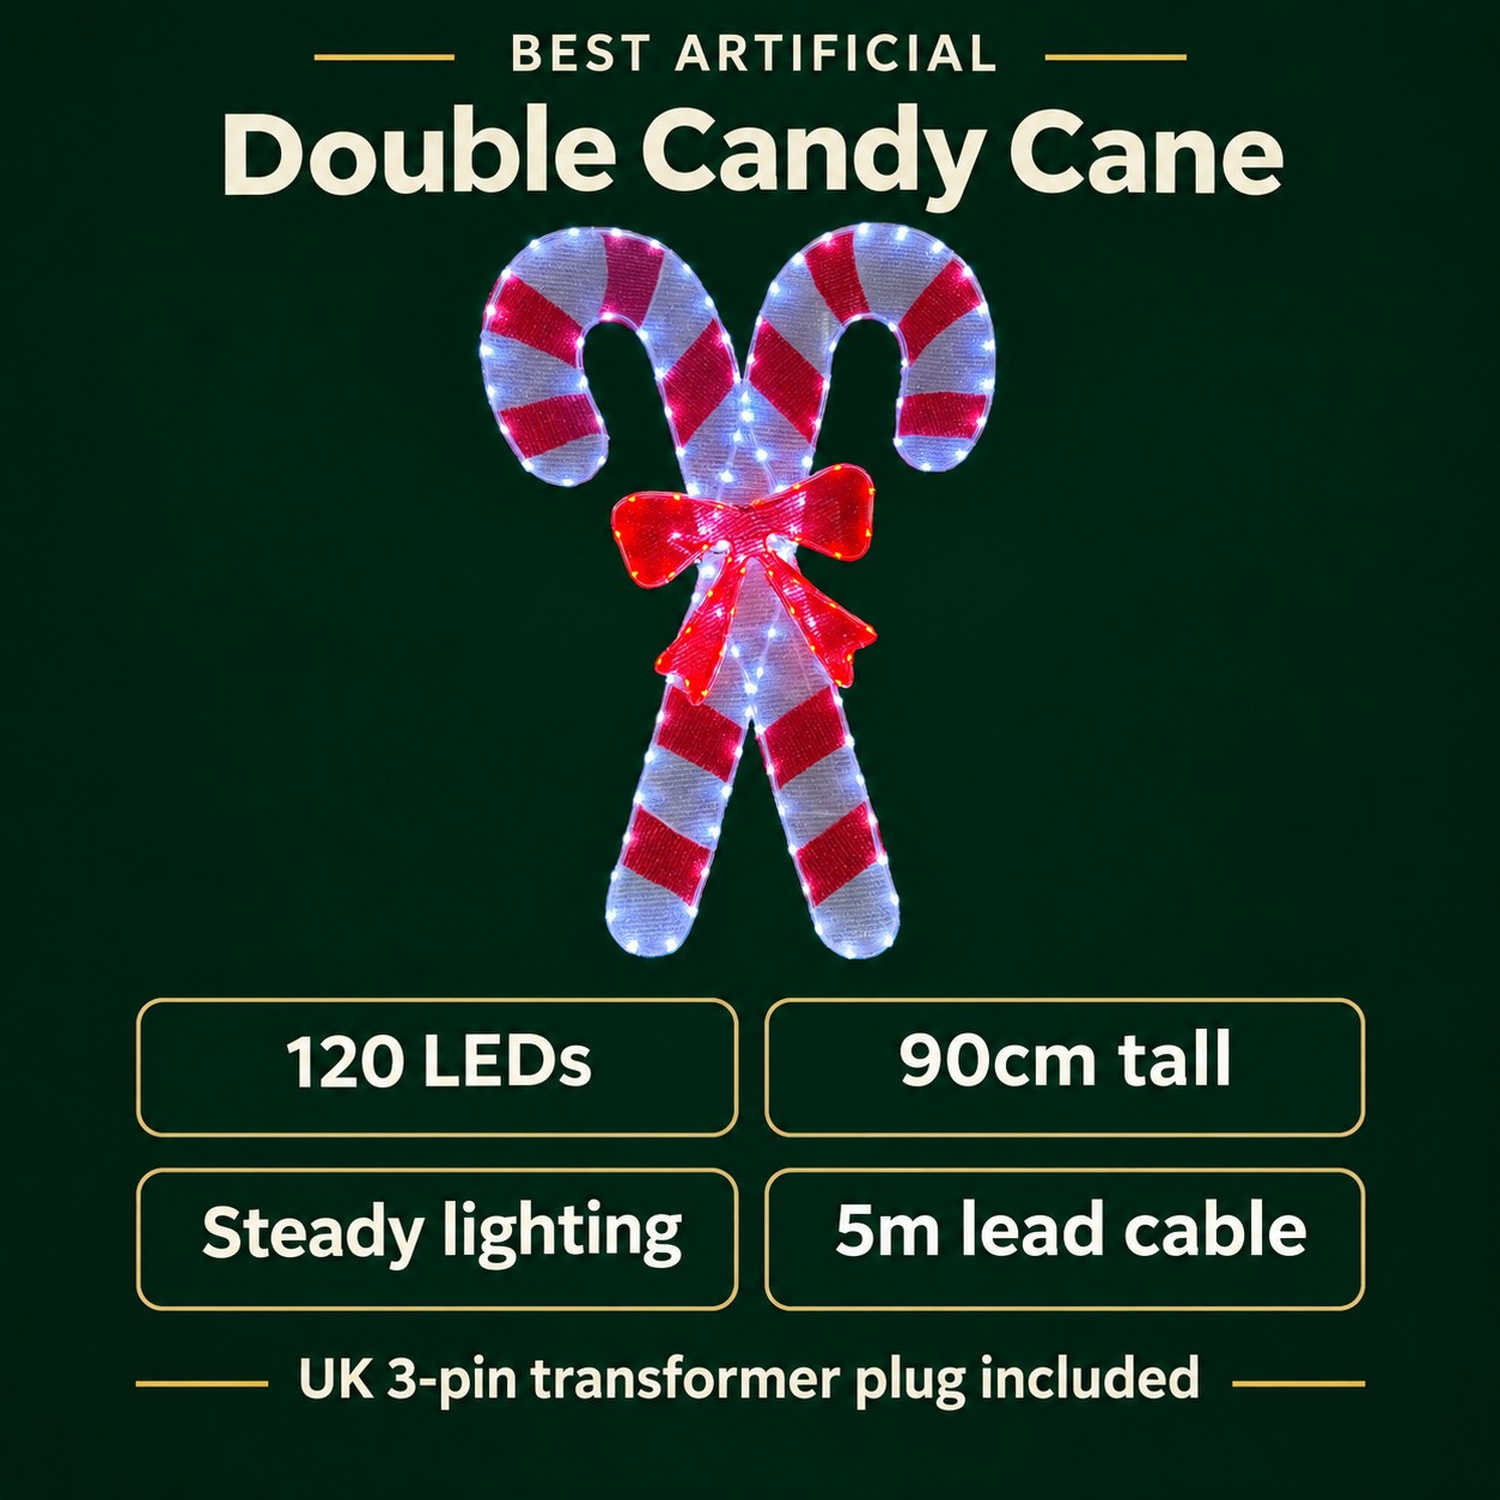 BEST ARTIFICIAL
Double Candy Cane
120 LEDs
90cm tall
Steady lighting
5m lead cable
UK 3-pin transformer plug included